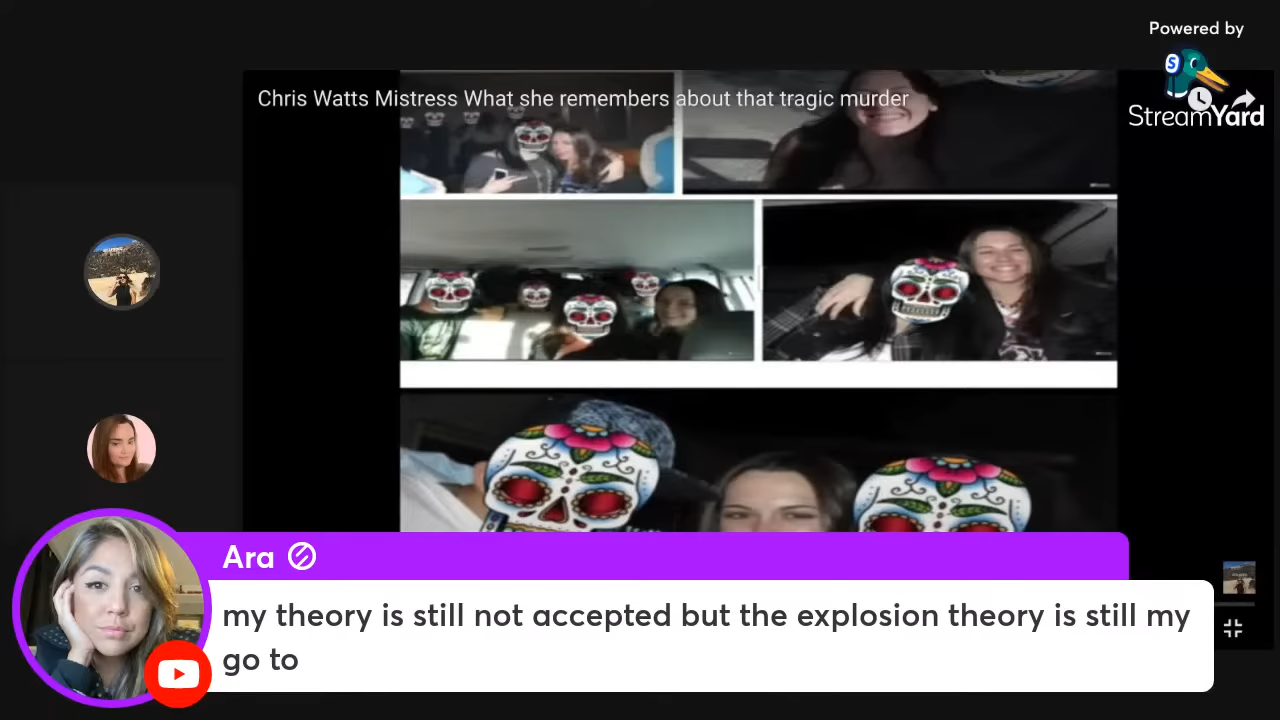 Powered by
S
StreamYard
Chris Watts Mistress What she remembers about that tragic murder
Ara
my theory is still not accepted but the explosion theory is still my
go to